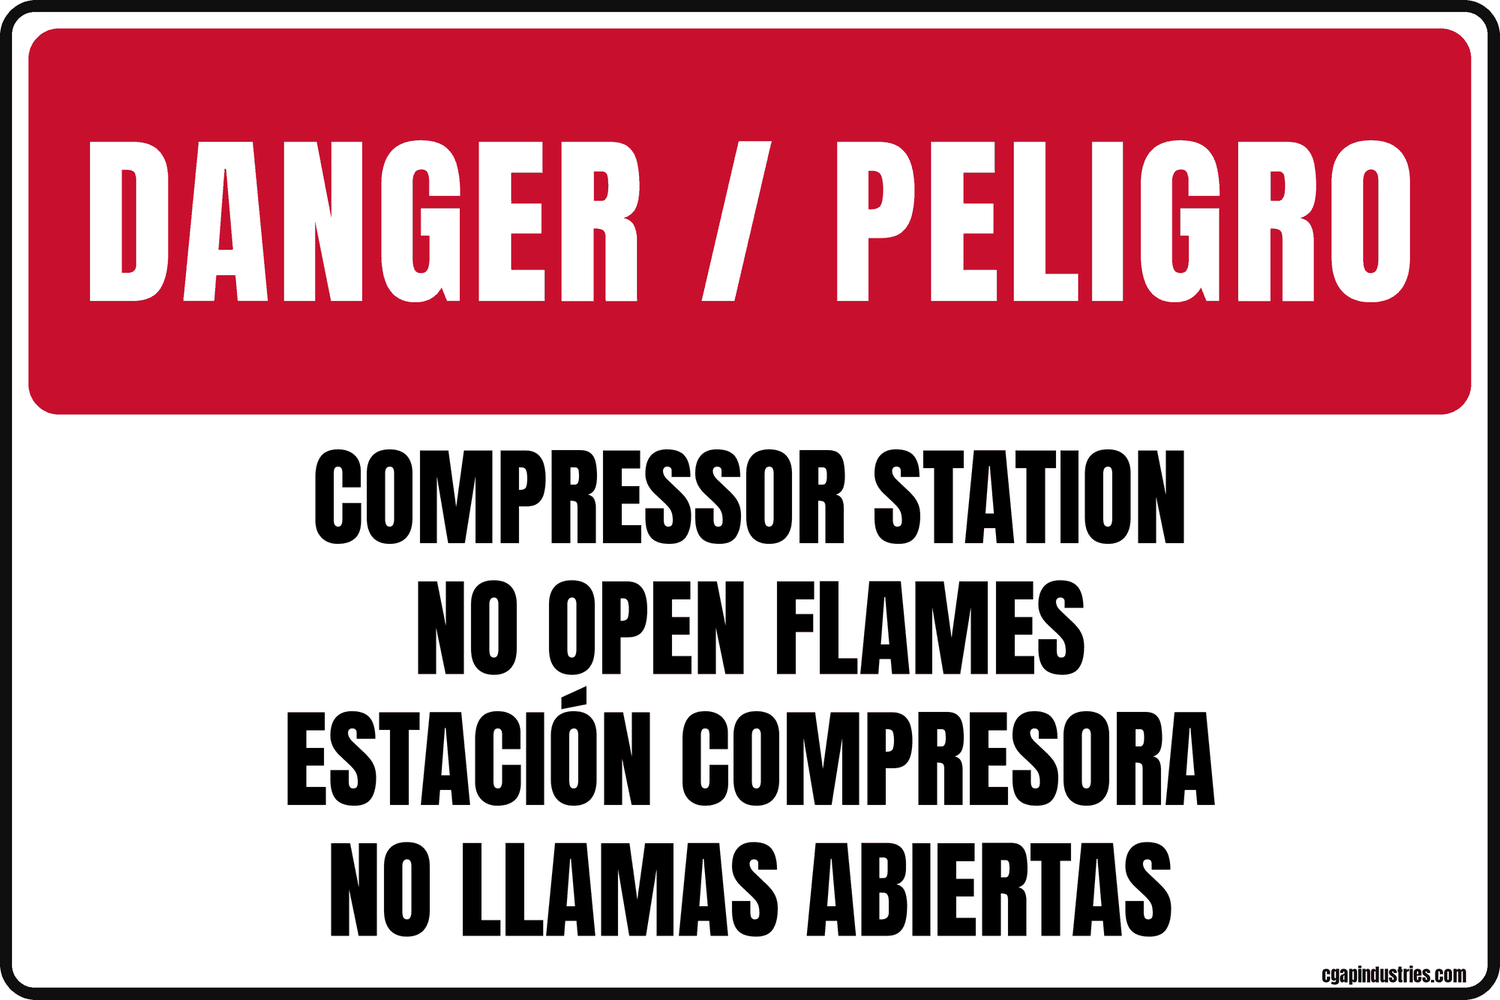 DANGER / PELIGRO
COMPRESSOR STATION
NO OPEN FLAMES
ESTACIÓN COMPRESORA
NO LLAMAS ABIERTAS
cgapindustries.com